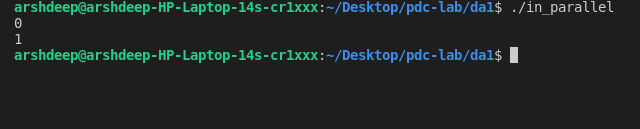 arshdeep@arshdeep-HP-Laptop-14s-cr1xxx:~/Desktop/pdc-lab/da1$ ./in_parallel
0
1
arshdeep@arshdeep-HP-Laptop-14s-cr1xxx:~/Desktop/pdc-lab/da1$